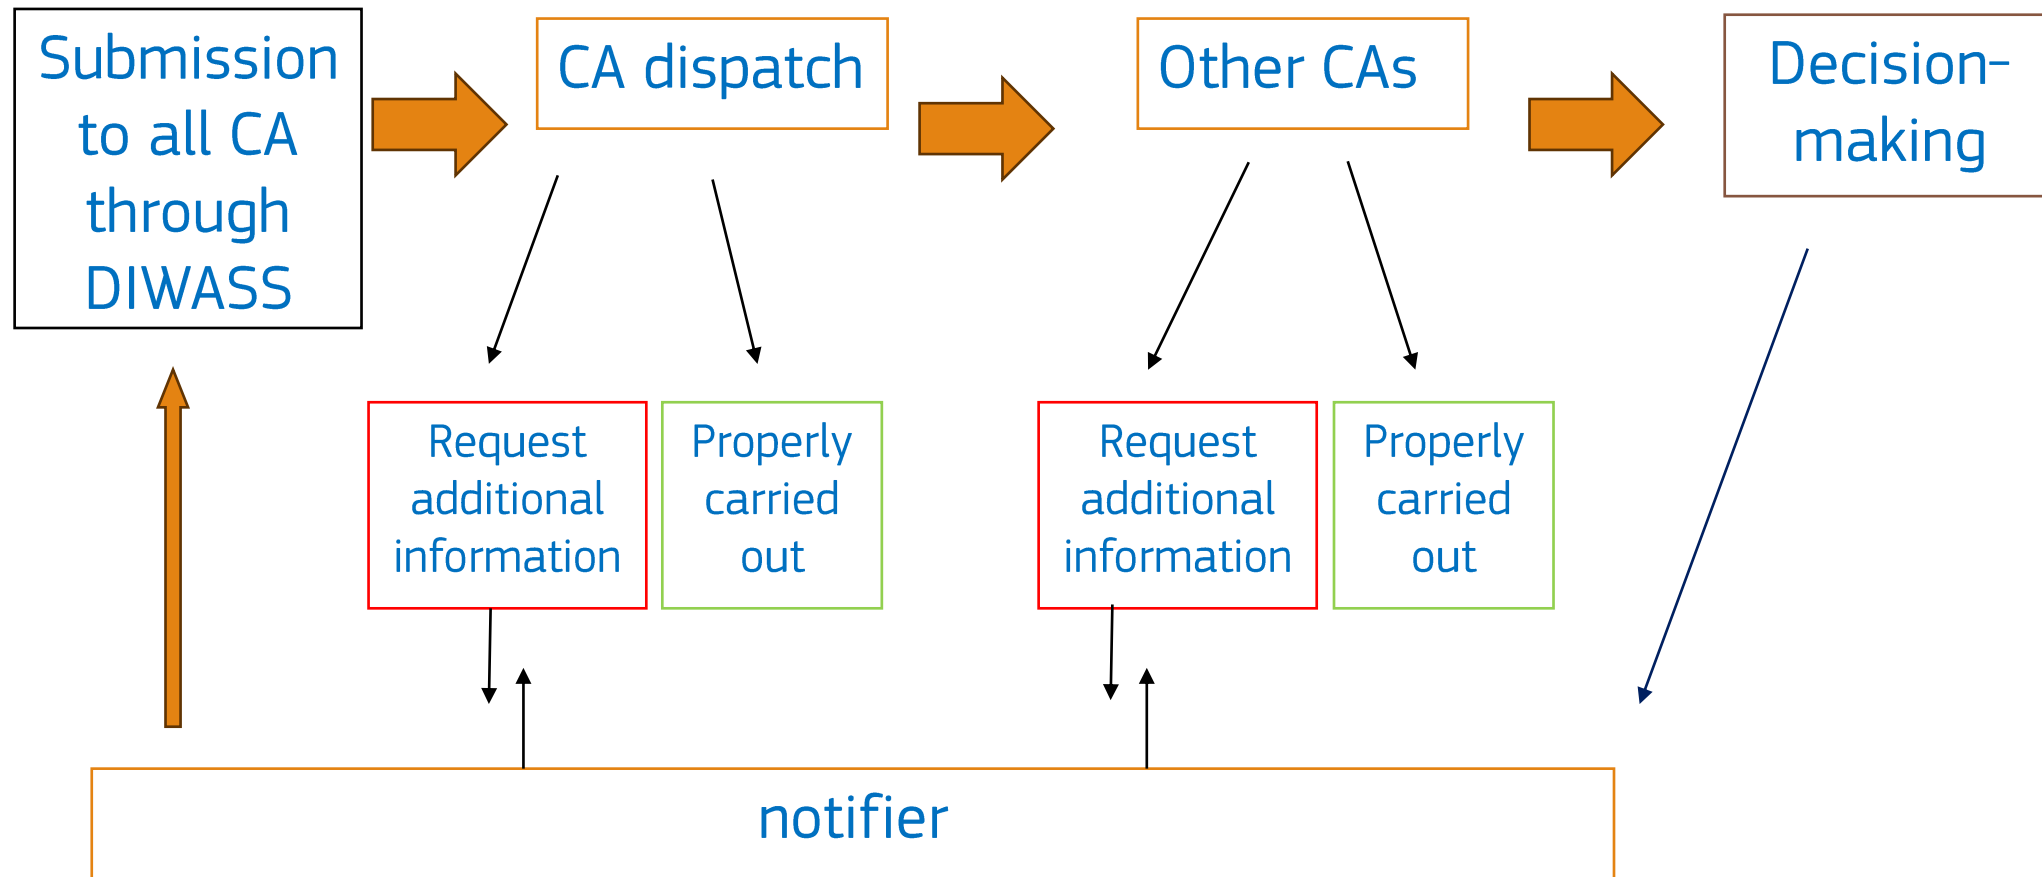 Submission
to all CA
through
DIWASS
CA dispatch
Other CAs
Decision-
making
Request
additional
information
Properly
carried
out
Request
additional
information
Properly
carried
out
notifier